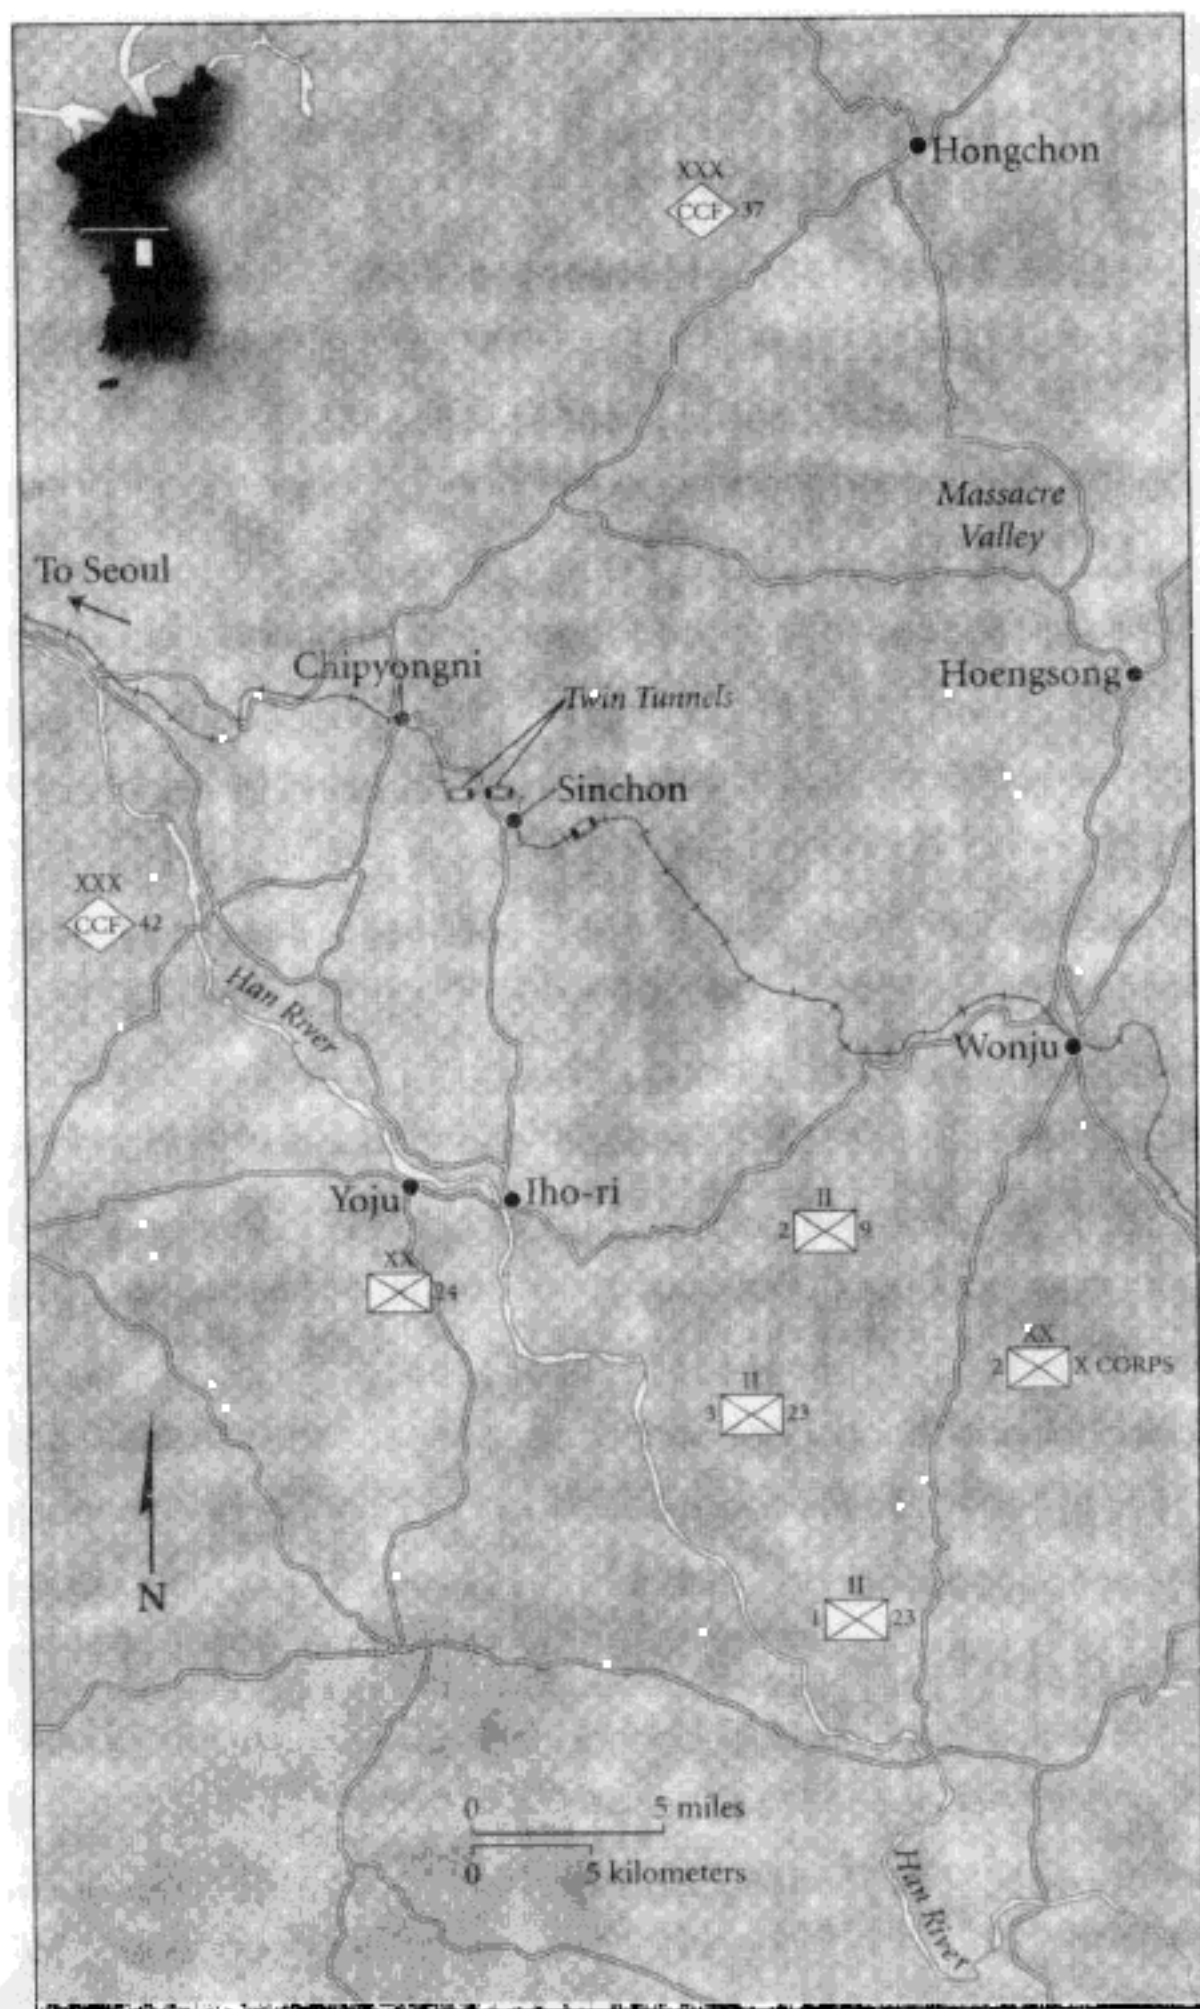 Hongchon
XXX
CCF 37
Massacre
Valley
To Seoul
Chipyongni
Hoengsong
Twin Tunnels
Sinchon
XXX
CCF 42
Han River
Wonju
Yoju
Iho-ri
II
2 9
XX
24
XX
2 X CORPS
II
3 23
N
II
1 23
0 5 miles
0 5 kilometers
Han River